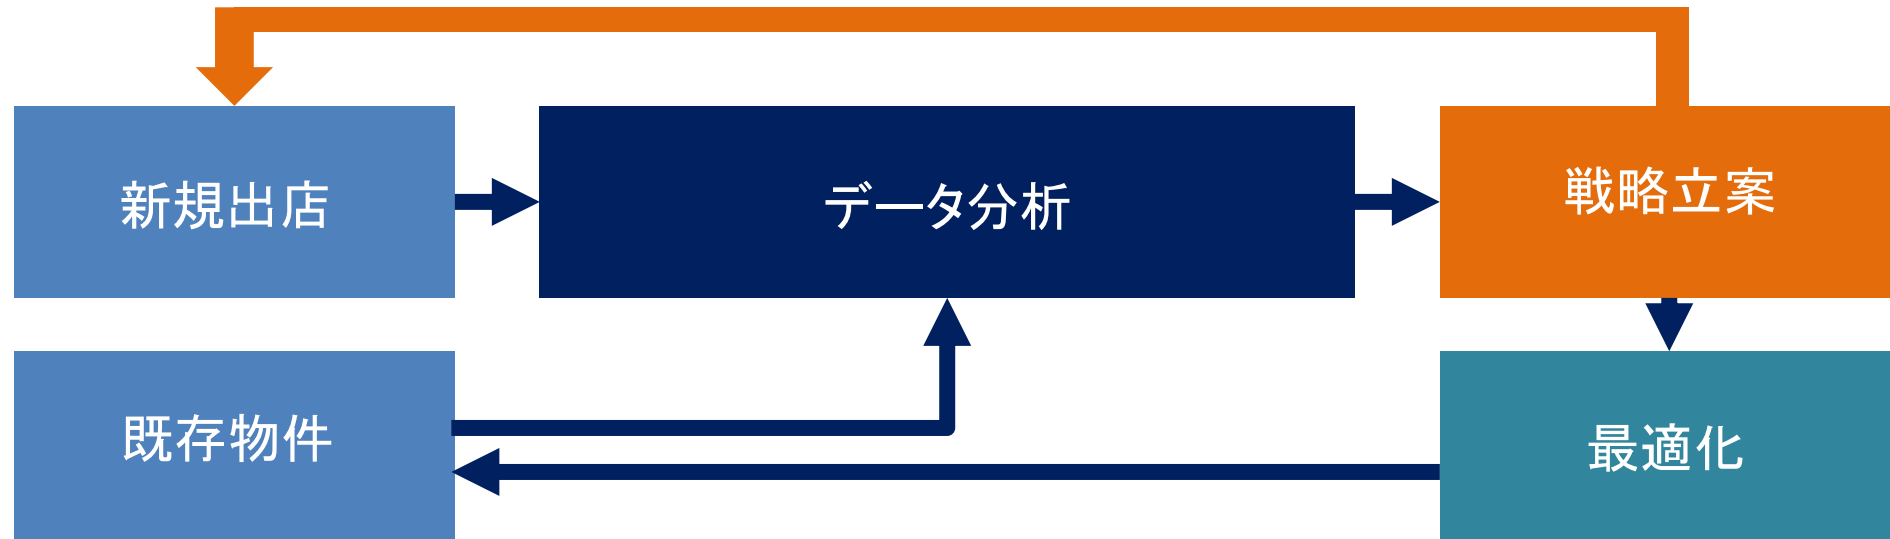 新規出店
データ分析
戦略立案
既存物件
最適化